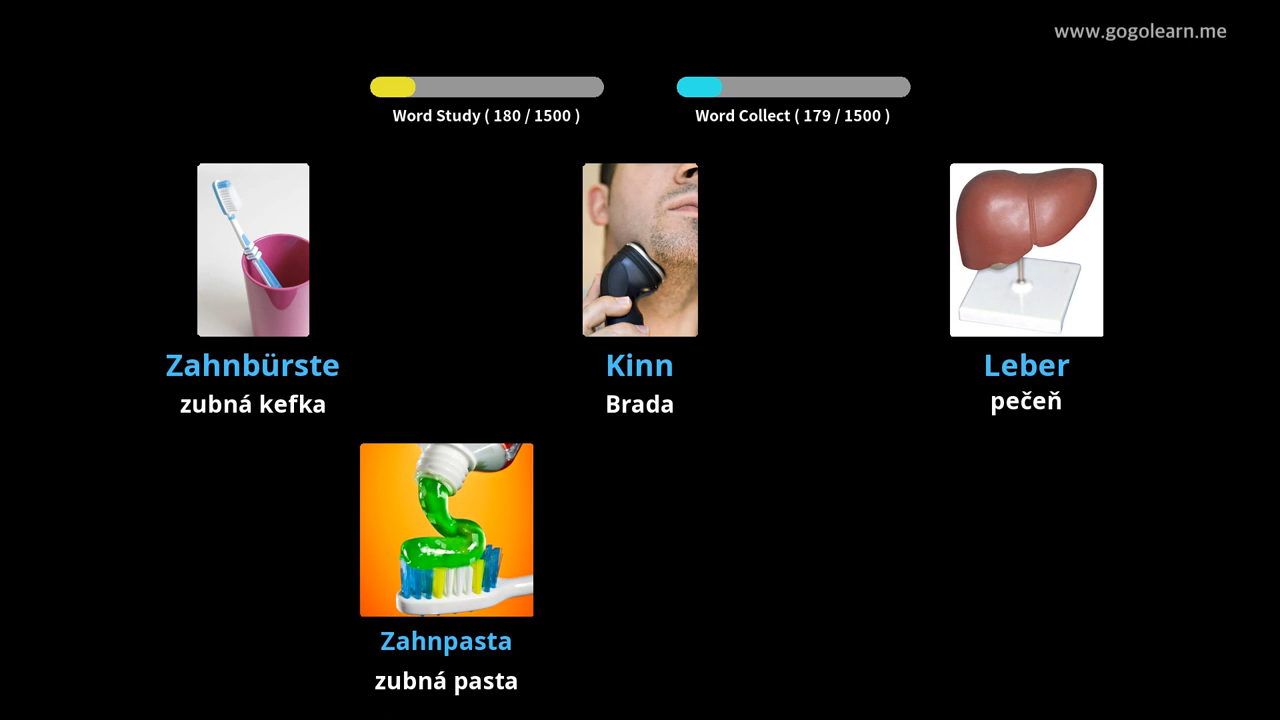 www.gogolearn.me
Word Study ( 180 / 1500 )
Word Collect ( 179 / 1500 )
Zahnbürste
zubná kefka
Kinn
Brada
Leber
pečeň
Zahnpasta
zubná pasta